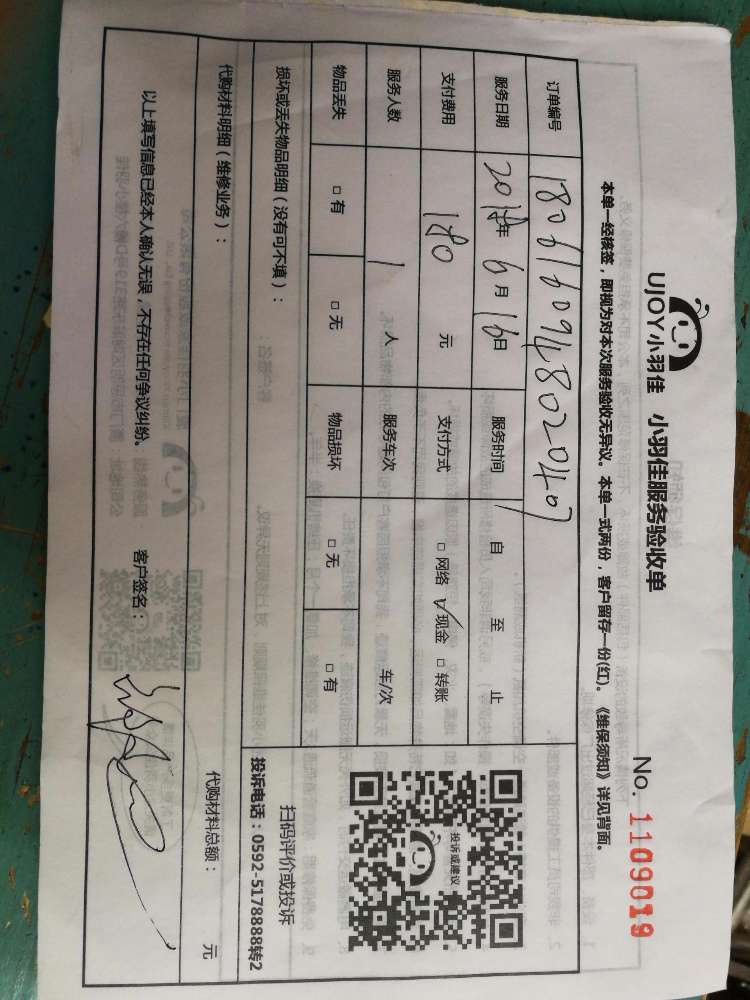 UJOY小羽佳 小羽佳服务验收单
No. 1109019
本单一经核签，即视为对本次服务验收无异议。本单一式两份，客户留存一份(红)。《维保须知》详见背面。
订单编号 180616094802040
服务日期 2018年 6月 16日 服务时间 自 至 止
支付费用 180 元 支付方式 □ 网络 ✓现金 □ 转账
服务人数 1 人 服务车次 车/次
物品丢失 □ 有 □ 无 物品损坏 □ 无 □ 有
投诉或建议
扫码评价或投诉
投诉电话：0592-5178888转2
损坏或丢失物品明细（没有可不填）：
代购材料明细（维修业务）： 代购材料总额： 元
以上填写信息已经本人确认无误，不存在任何争议纠纷。 客户签名：